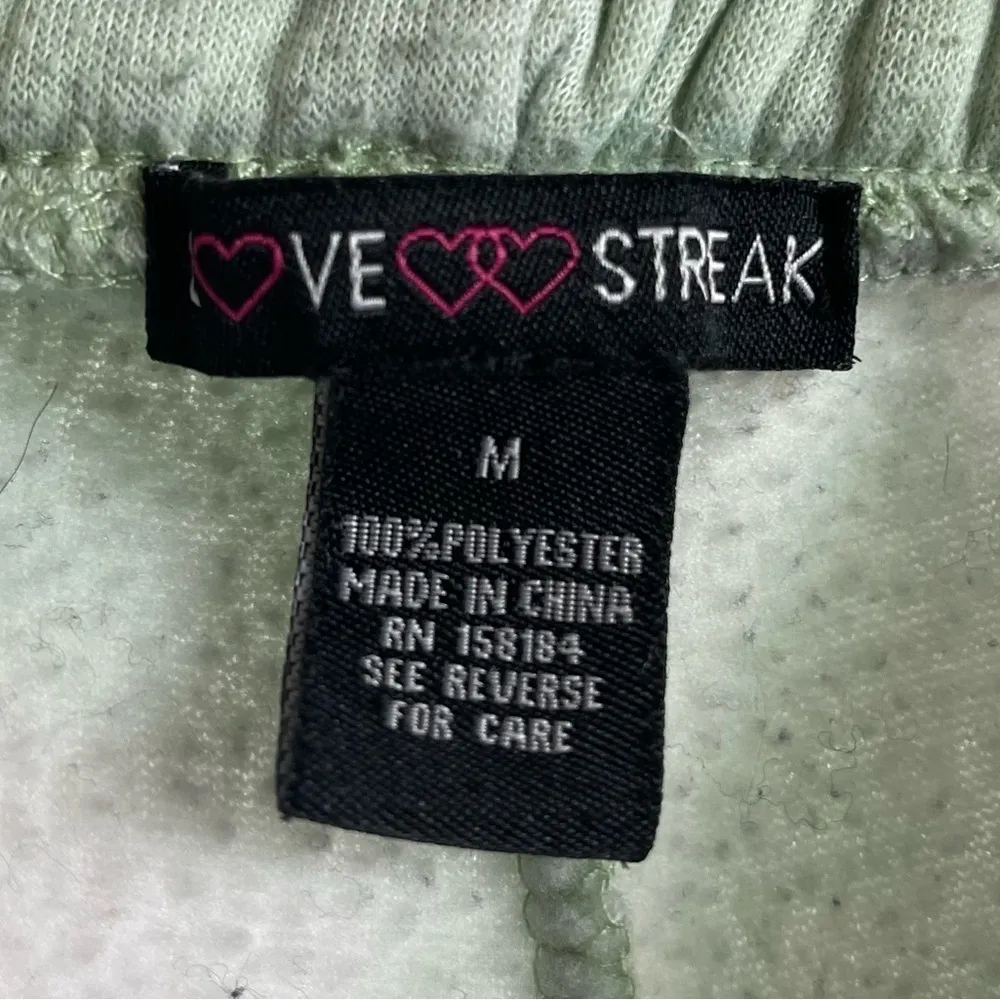 L♡VE ♡♡ STREAK
M
100% POLYESTER
MADE IN CHINA
RN 158184
SEE REVERSE
FOR CARE